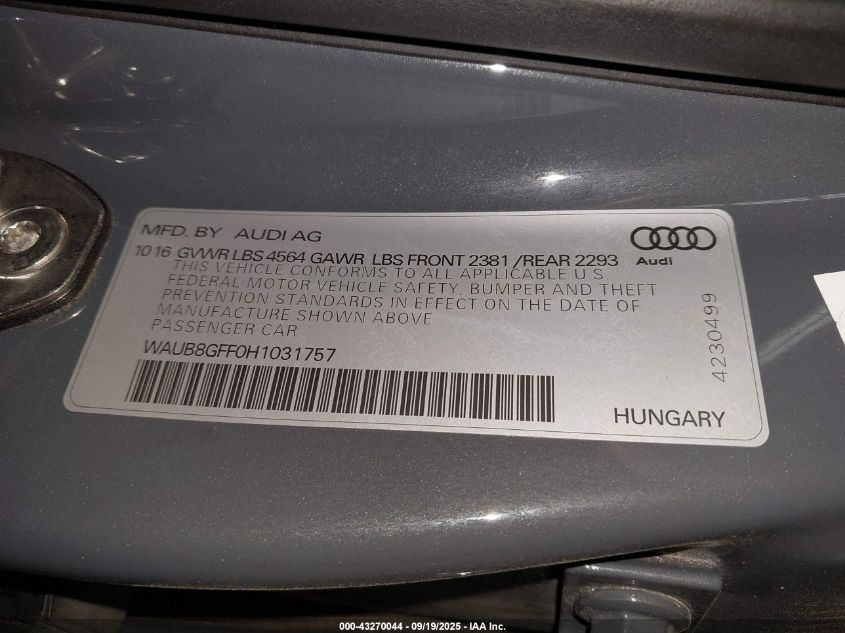 MFD. BY AUDI AG
1016 GVWR LBS 4564 GAWR LBS FRONT 2381 /REAR 2293
THIS VEHICLE CONFORMS TO ALL APPLICABLE U.S.
FEDERAL MOTOR VEHICLE SAFETY, BUMPER AND THEFT
PREVENTION STANDARDS IN EFFECT ON THE DATE OF
MANUFACTURE SHOWN ABOVE
PASSENGER CAR
WAUB8GFF0H1031757
Audi
4230499
HUNGARY
000-43270044 - 09/19/2025 - IAA Inc.